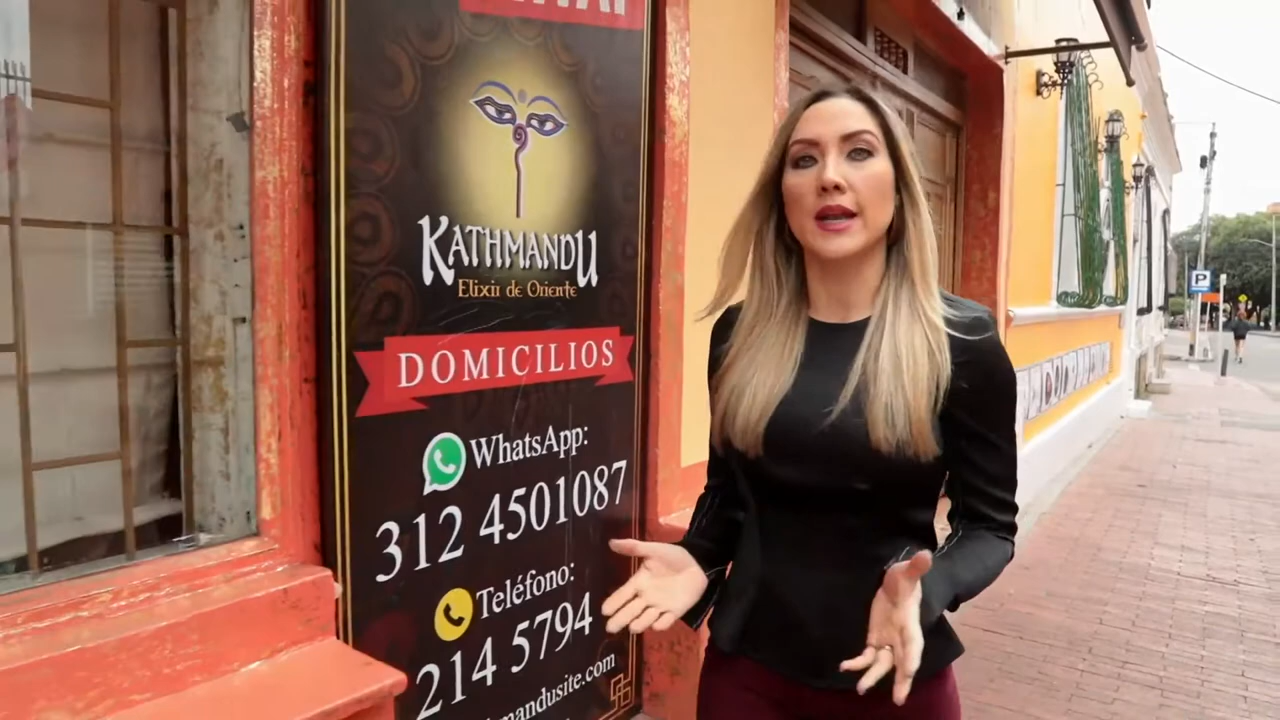 KATHMANDU
Elixir de Oriente
DOMICILIOS
WhatsApp:
312 4501087
Teléfono:
214 5794
P